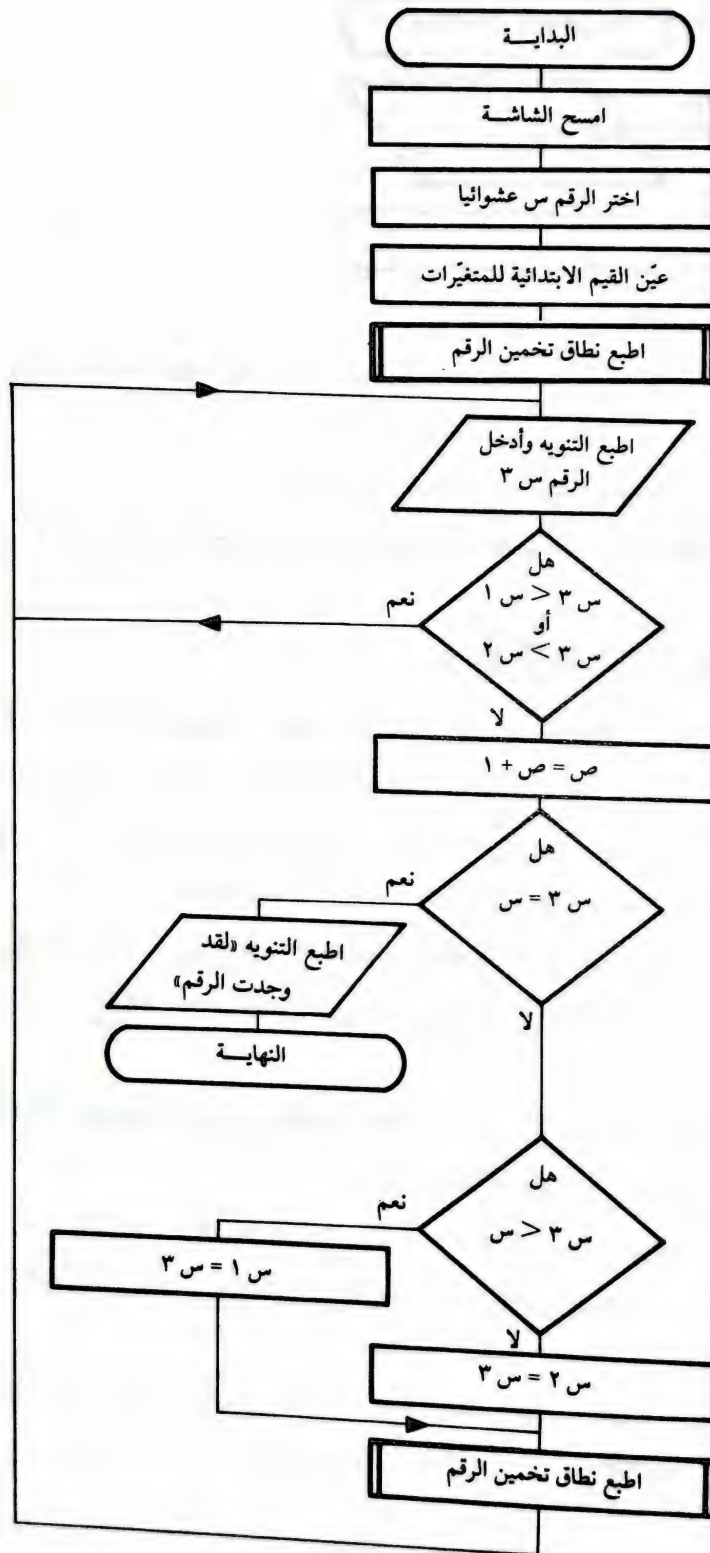 البدايـــة
امسح الشاشـــة
اختر الرقم س عشوائيا
عيّن القيم الابتدائية للمتغيّرات
اطبع نطاق تخمين الرقم
اطبع التنويه وأدخل
الرقم س ٣
هل
س ٣ < س ١
أو
س ٣ > س ٢
نعم
لا
ص = ص + ١
هل
س ٣ = س
نعم
اطبع التنويه «لقد
وجدت الرقم»
النهايـــة
لا
هل
س ٣ < س
نعم
س ١ = س ٣
لا
س ٢ = س ٣
اطبع نطاق تخمين الرقم